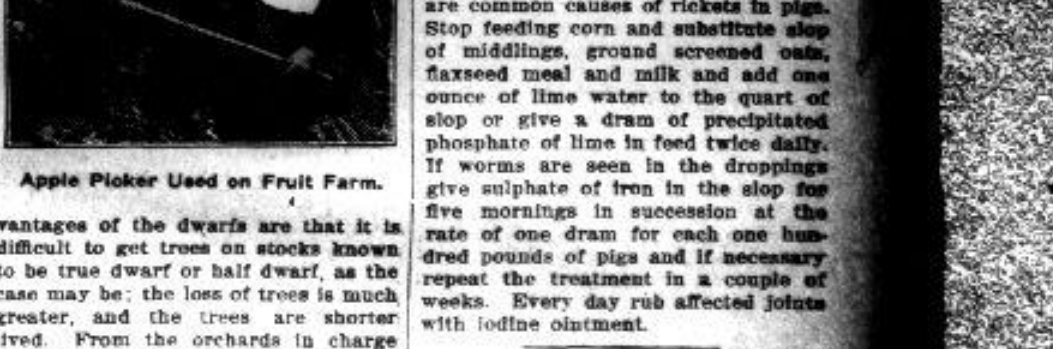 Apple Picker Used on Fruit Farm.
vantages of the dwarfs are that it is
difficult to get trees on stocks known
to be true dwarf or half dwarf, as the
case may be; the loss of trees is much
greater, and the trees are shorter
lived. From the orchards in charge
are common causes of rickets in pigs.
Stop feeding corn and substitute slop
of middlings, ground screened oats,
flaxseed meal and milk and add one
ounce of lime water to the quart of
slop or give a dram of precipitated
phosphate of lime in feed twice daily.
If worms are seen in the droppings
give sulphate of iron in the slop for
five mornings in succession at the
rate of one dram for each one hun-
dred pounds of pigs and if necessary
repeat the treatment in a couple of
weeks. Every day rub affected joints
with iodine ointment.